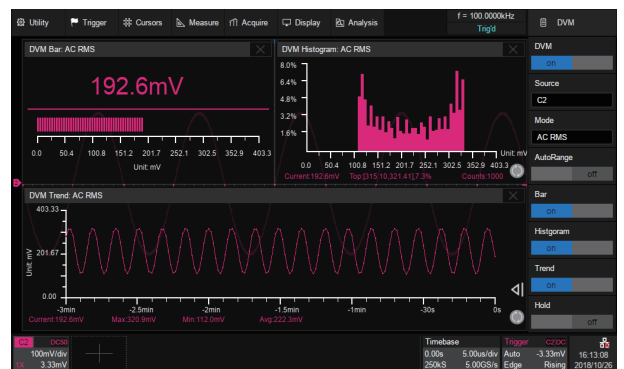 Utility Trigger Cursors Measure Acquire Display Analysis f = 100.0000kHz Trig'd DVM
DVM Bar: AC RMS
192.6mV
0.0 50.4 100.8 151.2 201.7 252.1 302.5 352.9 403.3
Unit: mV
DVM Histogram: AC RMS
8.0%
6.4%
4.8%
3.2%
1.6%
Unit: mV
0.0 50.4 100.8 151.2 201.7 252.1 302.5 352.9 403.3
Current:192.6mV Top:[315.10,321.41]7.3% Counts:1000
DVM Trend: AC RMS
403.33
Unit: mV
201.67
0.00
-3min -2.5min -2min -1.5min -1min -30s 0s
Current:192.6mV Max:320.9mV Min:112.0mV Avg:222.3mV
DVM
on
Source
C2
Mode
AC RMS
AutoRange
off
Bar
on
Histgoram
on
Trend
on
Hold
off
C2 DC50
100mV/div
1X 3.33mV
Timebase
0.00s 5.00us/div
250kS 5.00GS/s
Trigger C2DC
Auto -3.33mV
Edge Rising
16:13:08
2018/10/26